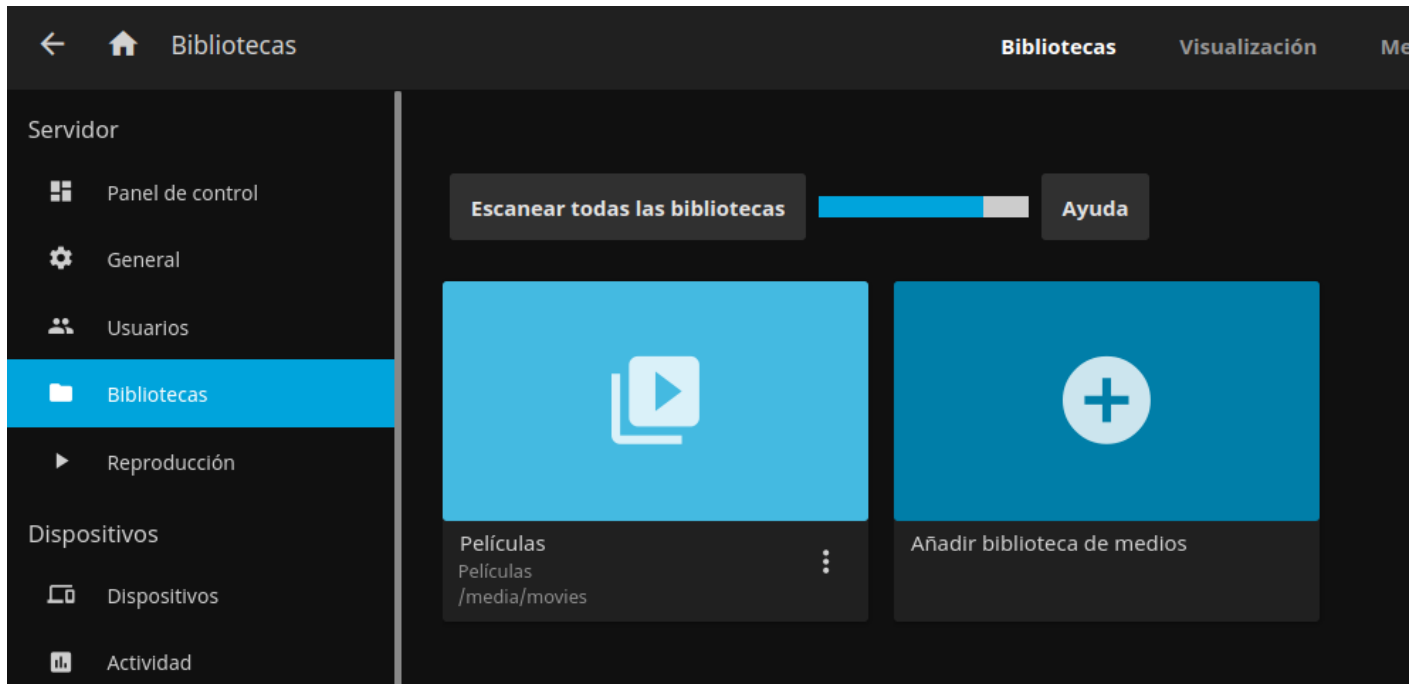 Bibliotecas
Bibliotecas Visualización Me
Servidor
Panel de control
General
Usuarios
Bibliotecas
Reproducción
Dispositivos
Dispositivos
Actividad
Escanear todas las bibliotecas Ayuda
Películas
Películas
/media/movies
Añadir biblioteca de medios